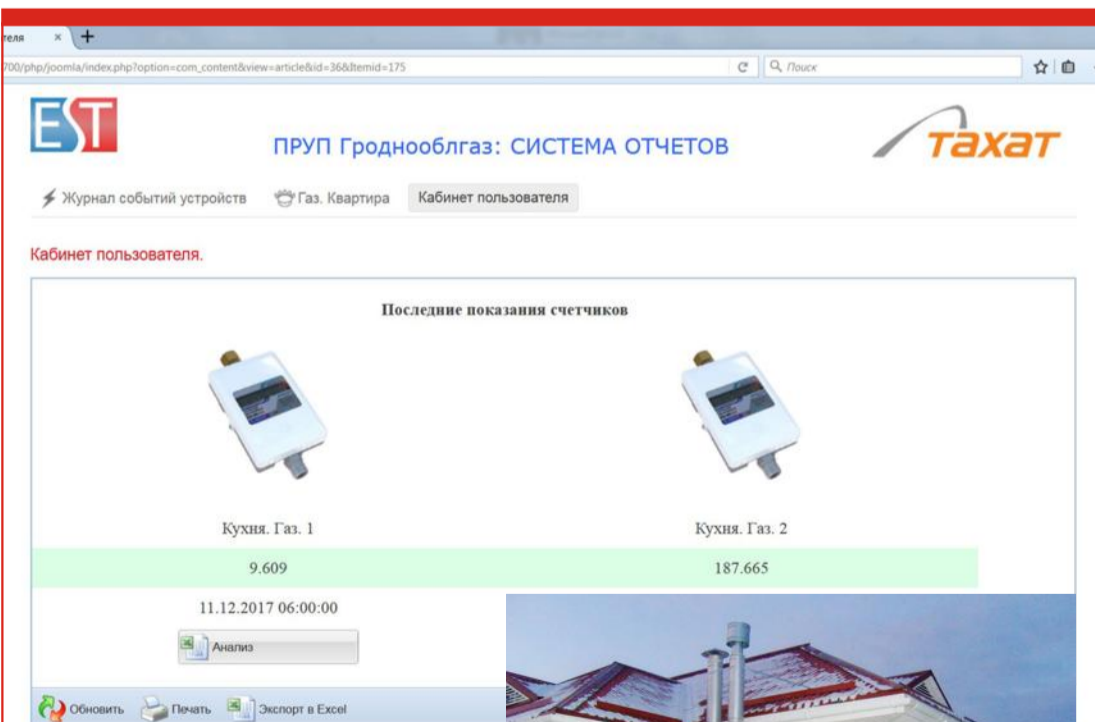 теля × +
700/php/joomla/index.php?option=com_content&view=article&id=36&Itemid=175
Поиск
EST
ПРУП Гроднооблгаз: СИСТЕМА ОТЧЕТОВ
тахат
Журнал событий устройств Газ. Квартира Кабинет пользователя
Кабинет пользователя.
Последние показания счетчиков
Кухня. Газ. 1 Кухня. Газ. 2
9.609 187.665
11.12.2017 06:00:00
Анализ
Обновить Печать Экспорт в Excel